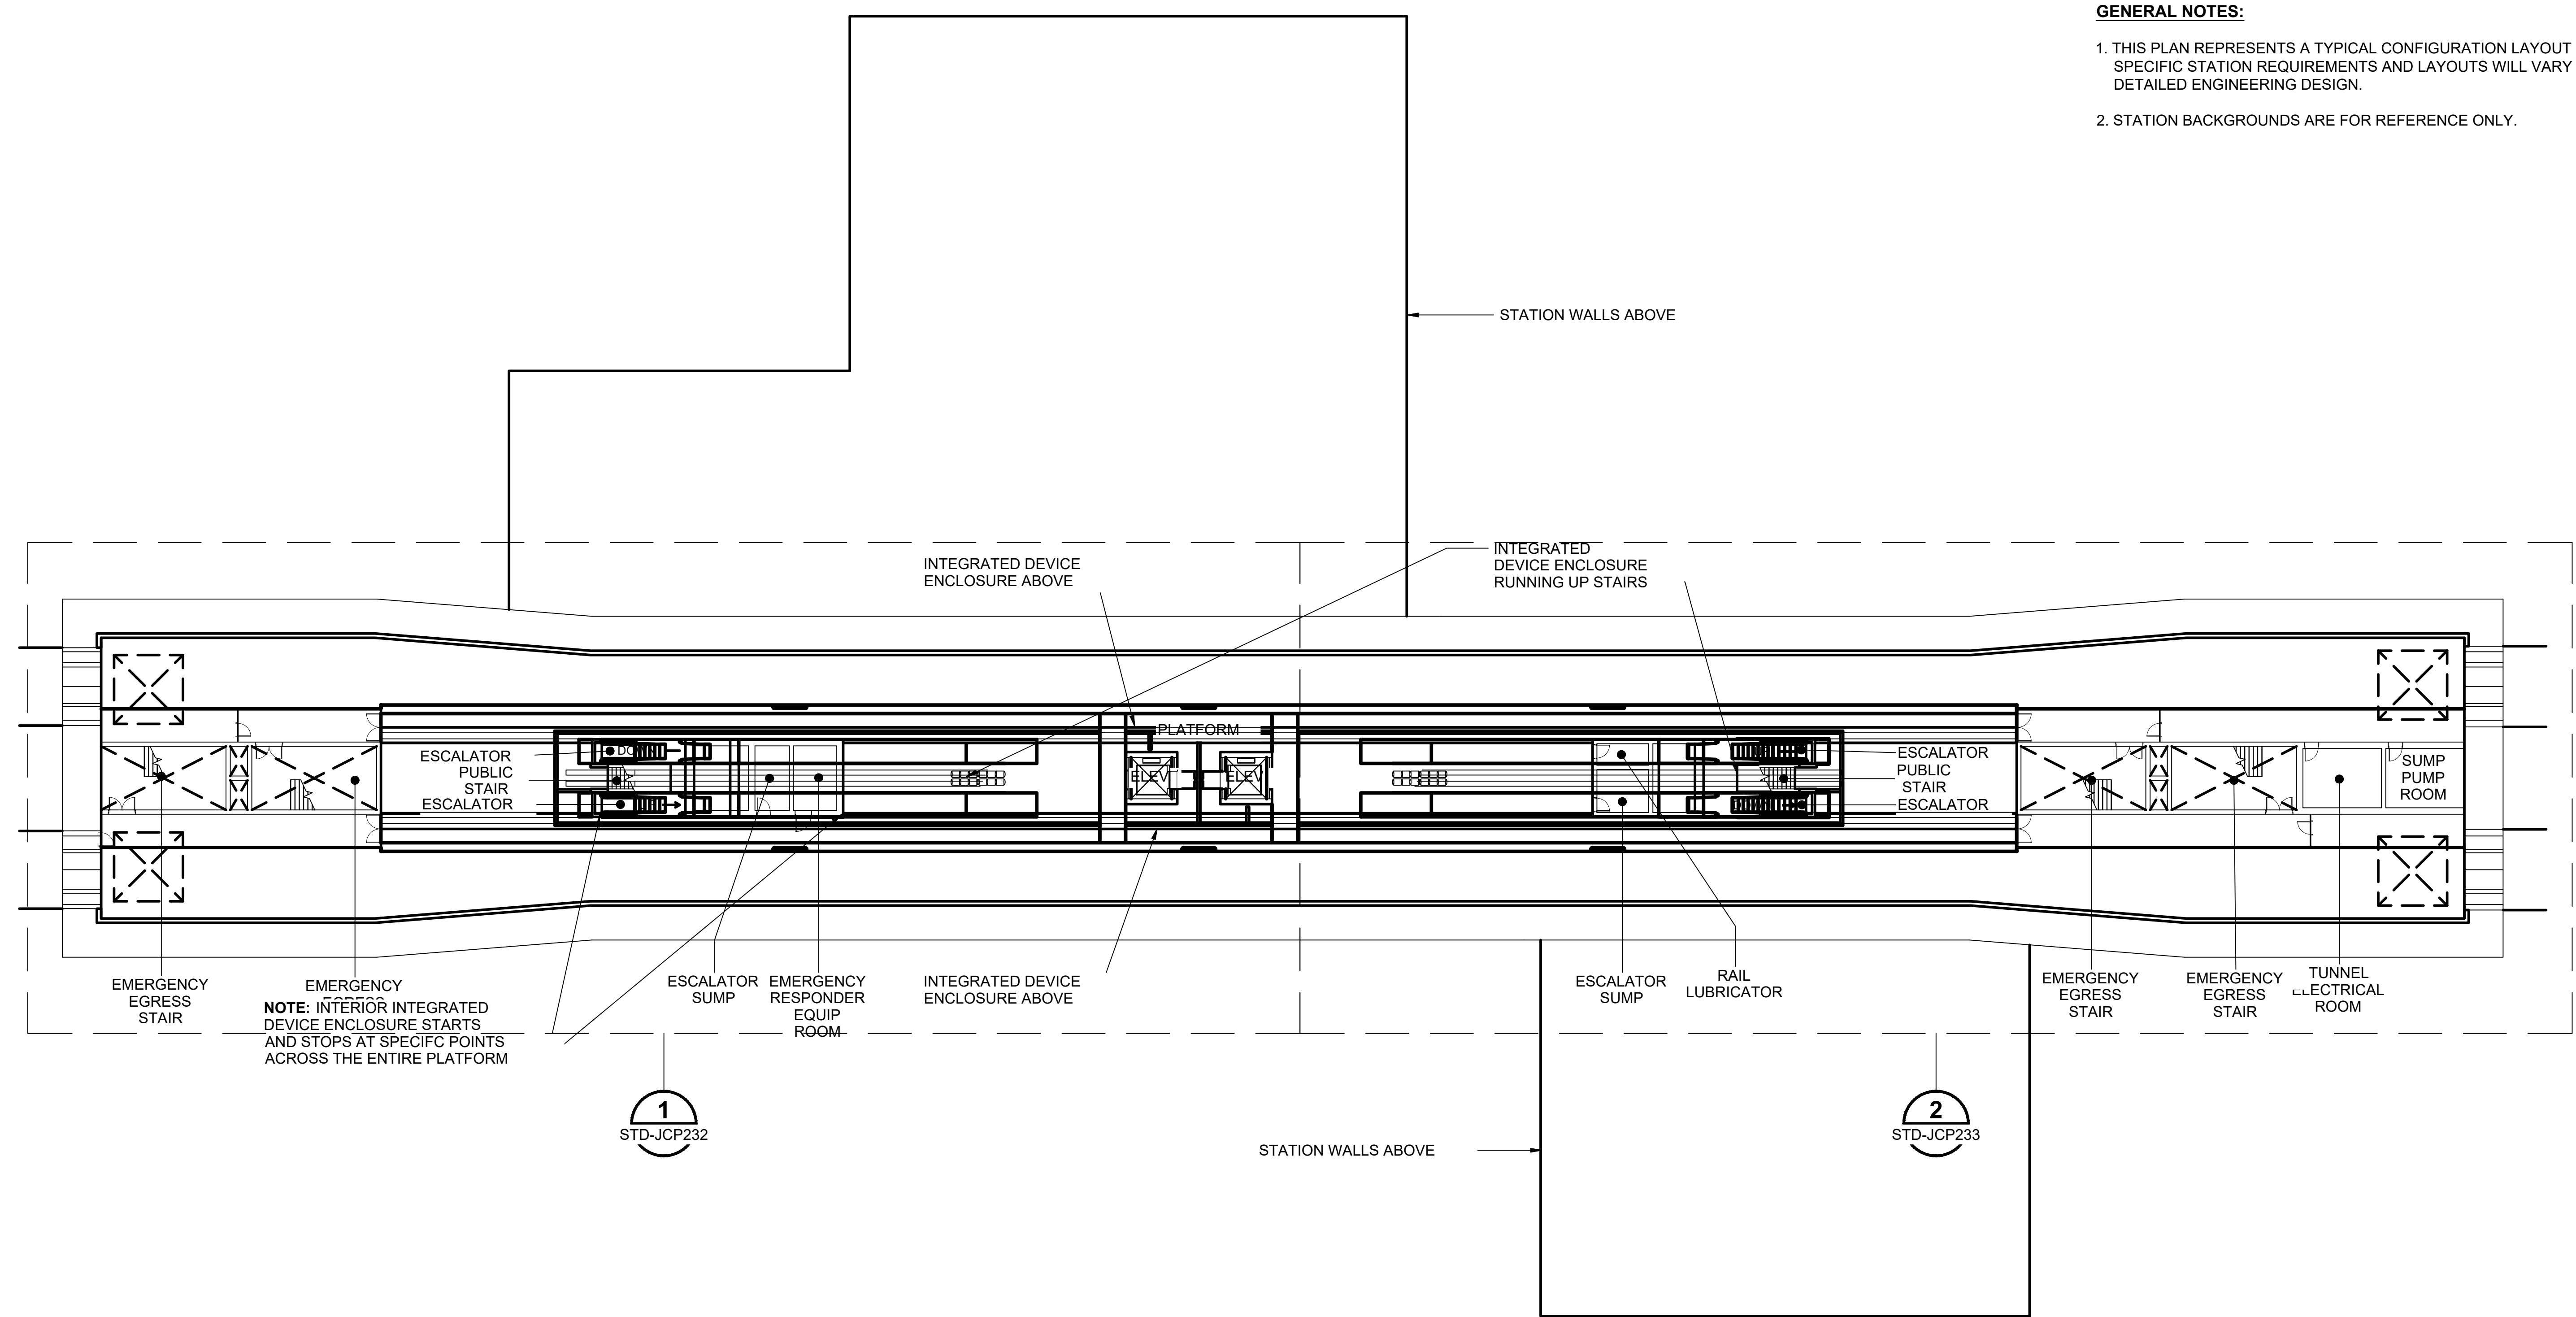 GENERAL NOTES:
1. THIS PLAN REPRESENTS A TYPICAL CONFIGURATION LAYOUT
SPECIFIC STATION REQUIREMENTS AND LAYOUTS WILL VARY
DETAILED ENGINEERING DESIGN.
2. STATION BACKGROUNDS ARE FOR REFERENCE ONLY.
STATION WALLS ABOVE
INTEGRATED DEVICE
ENCLOSURE ABOVE
INTEGRATED
DEVICE ENCLOSURE
RUNNING UP STAIRS
PLATFORM
ESCALATOR
PUBLIC
STAIR
ESCALATOR
ELEV
ELEV
ESCALATOR
PUBLIC
STAIR
ESCALATOR
SUMP
PUMP
ROOM
EMERGENCY
EGRESS
STAIR
EMERGENCY
EGRESS
NOTE: INTERIOR INTEGRATED
DEVICE ENCLOSURE STARTS
AND STOPS AT SPECIFC POINTS
ACROSS THE ENTIRE PLATFORM
ESCALATOR
SUMP
EMERGENCY
RESPONDER
EQUIP
ROOM
INTEGRATED DEVICE
ENCLOSURE ABOVE
ESCALATOR
SUMP
RAIL
LUBRICATOR
EMERGENCY
EGRESS
STAIR
EMERGENCY
EGRESS
STAIR
TUNNEL
ELECTRICAL
ROOM
1
STD-JCP232
2
STD-JCP233
STATION WALLS ABOVE